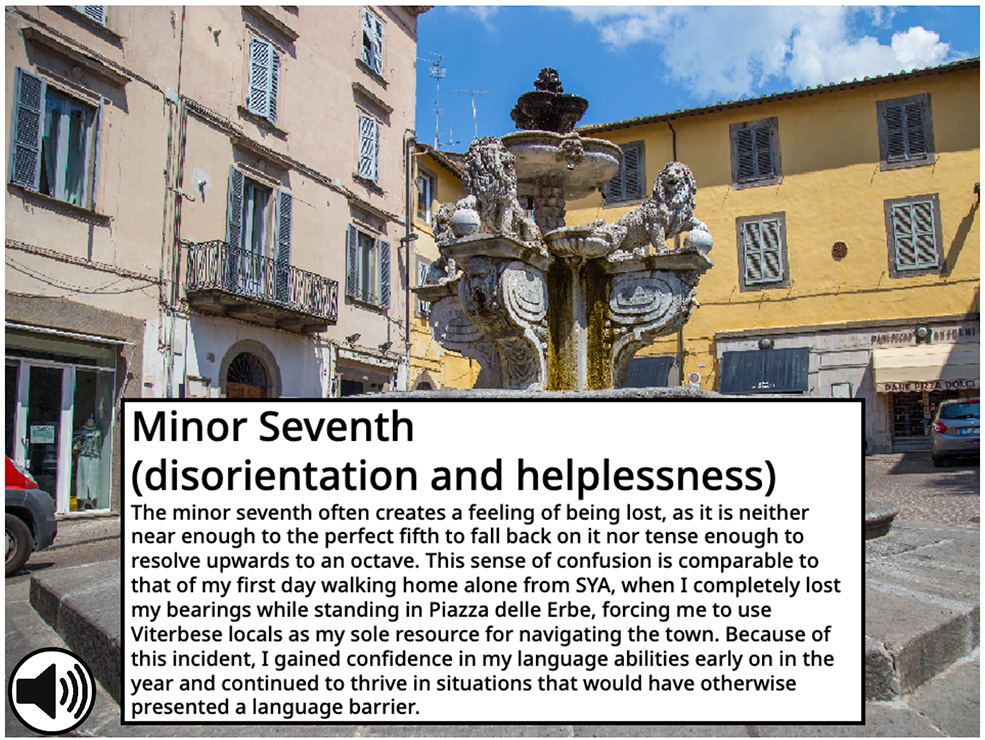 PANIFICIO
PANE PIZZA DOLCI
Minor Seventh
(disorientation and helplessness)
The minor seventh often creates a feeling of being lost, as it is neither
near enough to the perfect fifth to fall back on it nor tense enough to
resolve upwards to an octave. This sense of confusion is comparable to
that of my first day walking home alone from SYA, when I completely lost
my bearings while standing in Piazza delle Erbe, forcing me to use
Viterbese locals as my sole resource for navigating the town. Because of
this incident, I gained confidence in my language abilities early on in the
year and continued to thrive in situations that would have otherwise
presented a language barrier.